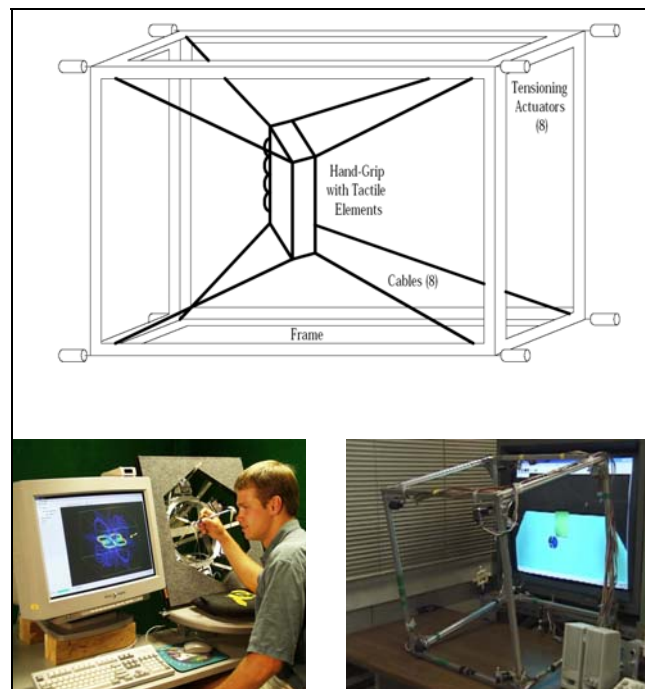 Tensioning
Actuators
(8)
Hand-Grip
with Tactile
Elements
Cables (8)
Frame